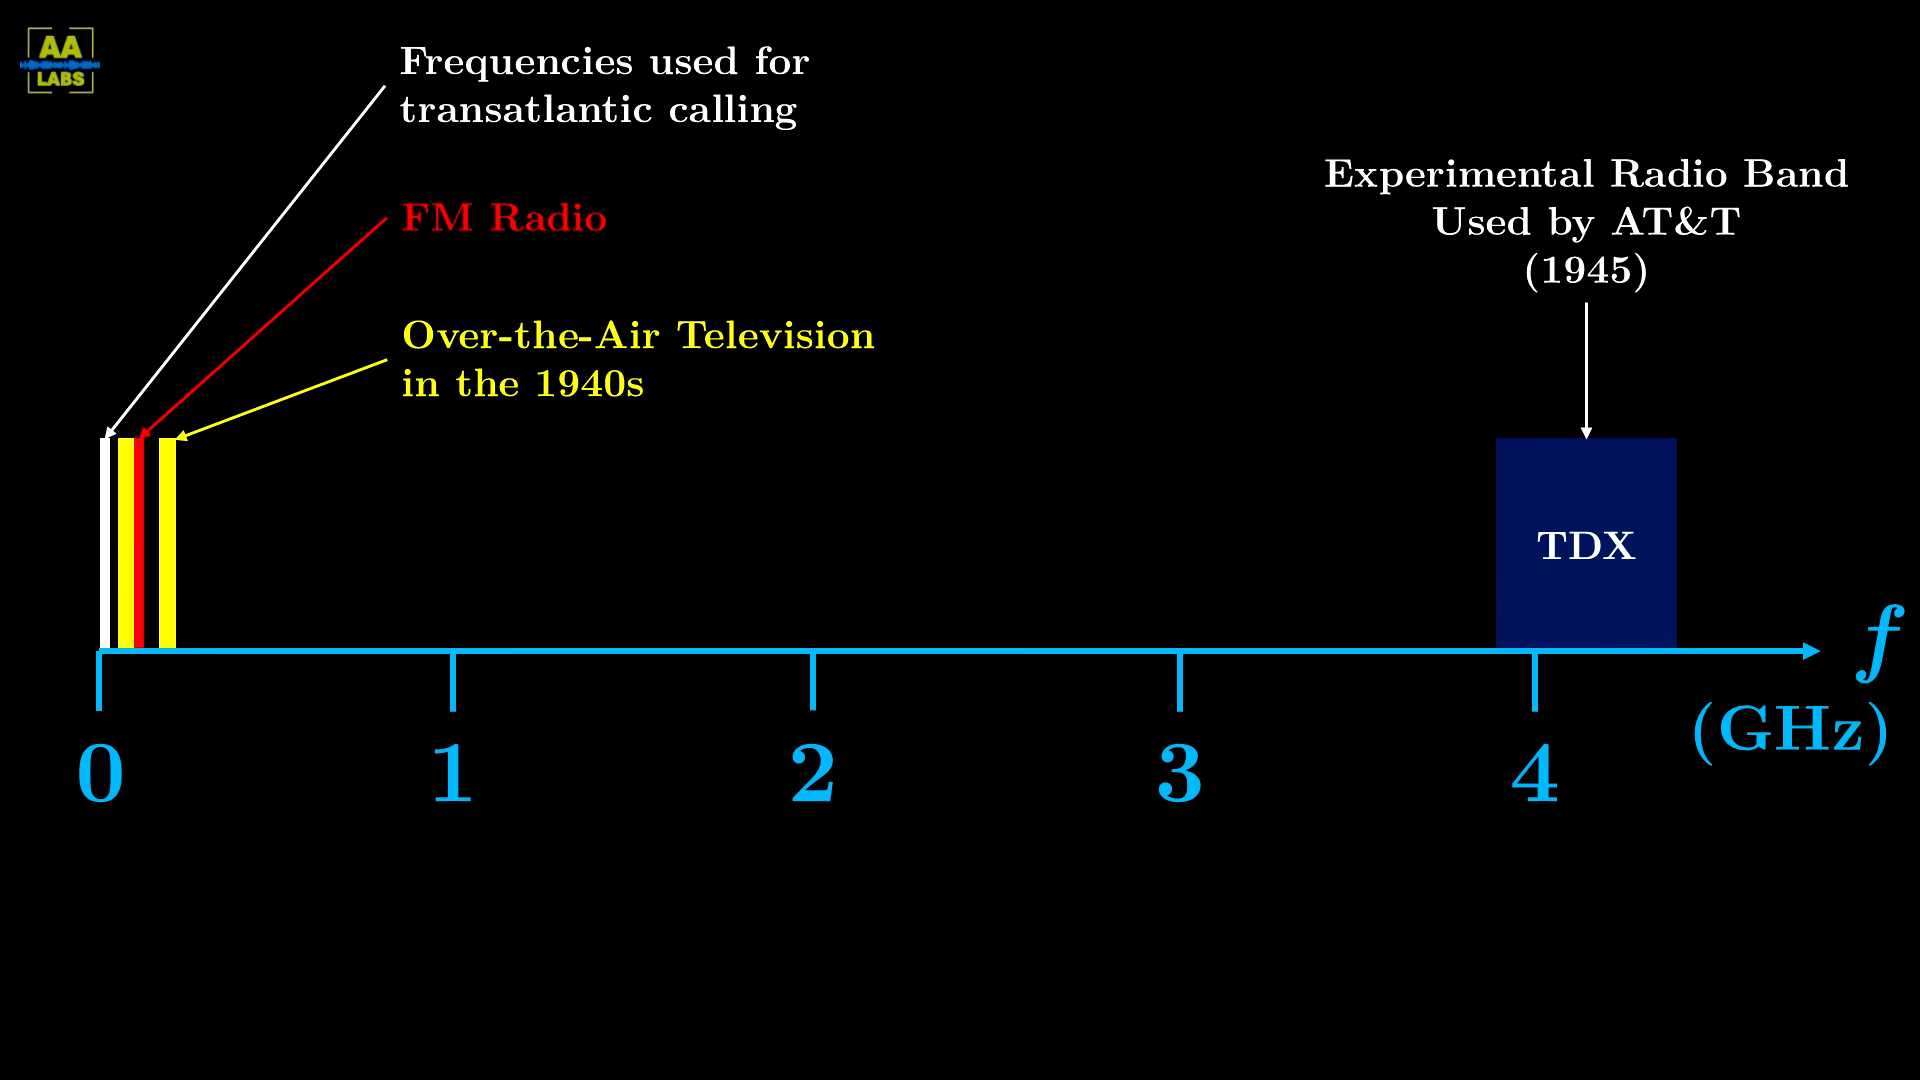 AA
LABS
Frequencies used for
transatlantic calling
FM Radio
Over-the-Air Television
in the 1940s
Experimental Radio Band
Used by AT&T
(1945)
TDX
f
(GHz)
0 1 2 3 4